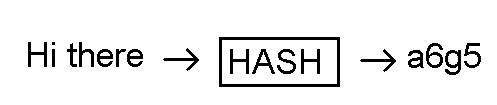 Hi there → HASH → a6g5